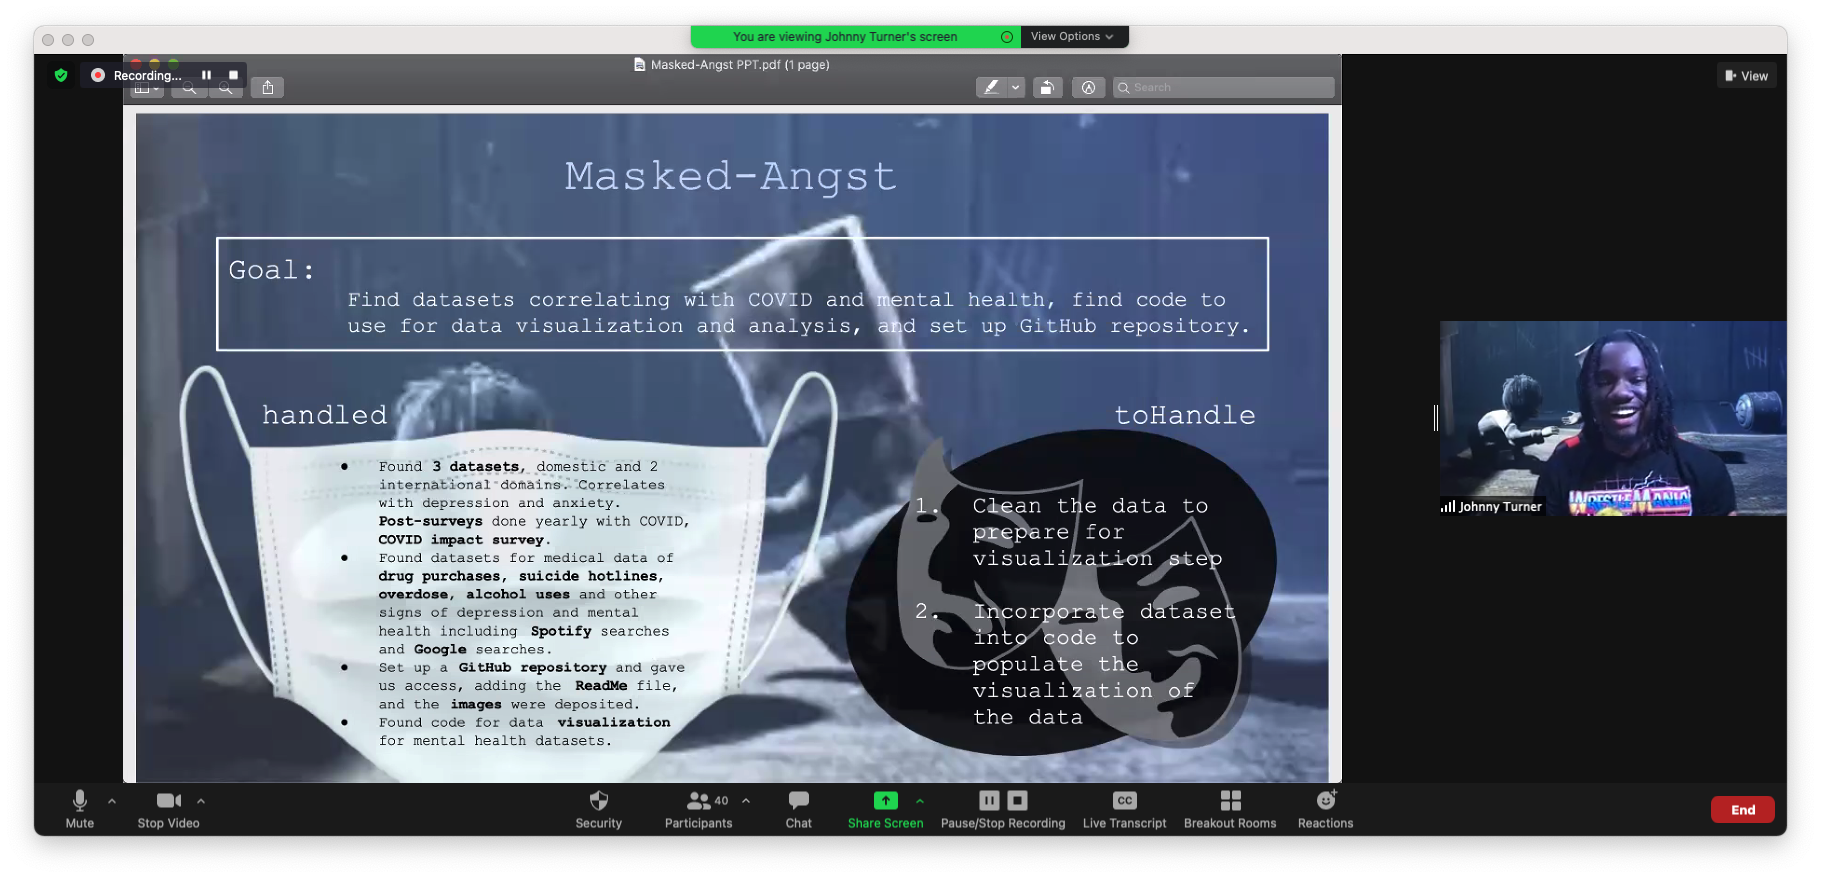 You are viewing Johnny Turner's screen
View Options
Recording...
Masked-Angst PPT.pdf (1 page)
Search
View
Masked-Angst
Goal:
Find datasets correlating with COVID and mental health, find code to
use for data visualization and analysis, and set up GitHub repository.
handled
● Found 3 datasets, domestic and 2
international domains. Correlates
with depression and anxiety.
Post-surveys done yearly with COVID,
COVID impact survey.
● Found datasets for medical data of
drug purchases, suicide hotlines,
overdose, alcohol uses and other
signs of depression and mental
health including Spotify searches
and Google searches.
● Set up a GitHub repository and gave
us access, adding the ReadMe file,
and the images were deposited.
● Found code for data visualization
for mental health datasets.
toHandle
1. Clean the data to
prepare for
visualization step
2. Incorporate dataset
into code to
populate the
visualization of
the data
WRESTLEMANIA
Johnny Turner
Mute
Stop Video
Security
40
Participants
Chat
Share Screen
Pause/Stop Recording
CC
Live Transcript
Breakout Rooms
Reactions
End